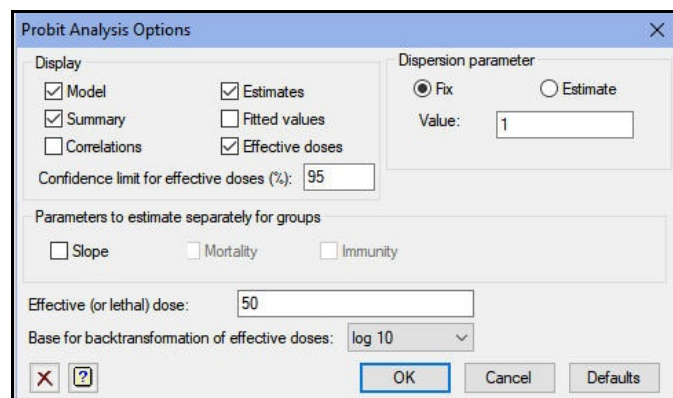 Probit Analysis Options
Display
Model
Estimates
Summary
Fitted values
Correlations
Effective doses
Confidence limit for effective doses (%): 95
Dispersion parameter
Fix
Estimate
Value: 1
Parameters to estimate separately for groups
Slope
Mortality
Immunity
Effective (or lethal) dose: 50
Base for backtransformation of effective doses: log 10
?
OK
Cancel
Defaults